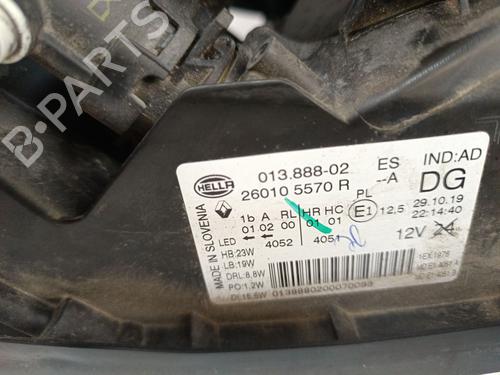 B-PARTS
HELLA
MADE IN SLOVENIA
013.888-02
26010 5570 R
ES
--A
IND:AD
DG
1b A RL HR HC
01 02 00 01 01
4052 4051
PL
E1 12,5
29.10.19
22:14:40
12V
LED
HB:23W
LB:19W
DRL:8,8W
PO:1,2W
0138880200070093